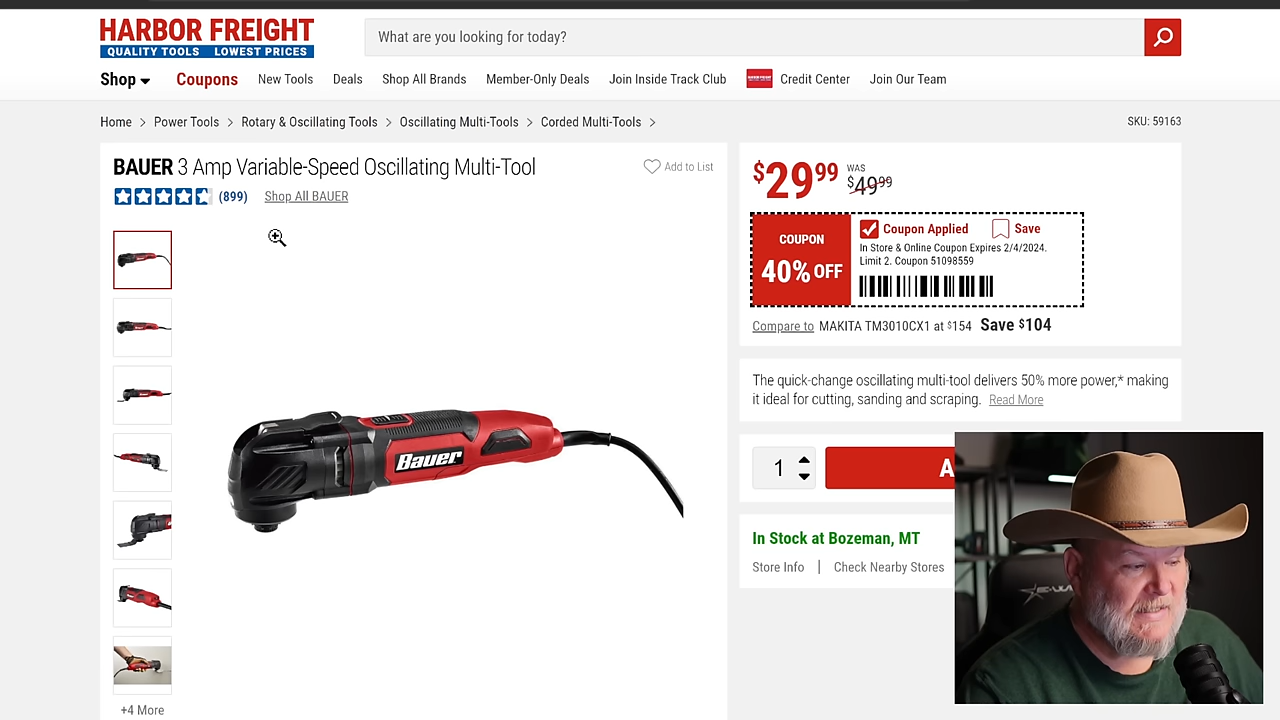 HARBOR FREIGHT
QUALITY TOOLS LOWEST PRICES
What are you looking for today?
Shop
Coupons
New Tools
Deals
Shop All Brands
Member-Only Deals
Join Inside Track Club
Credit Center
Join Our Team
Home > Power Tools > Rotary & Oscillating Tools > Oscillating Multi-Tools > Corded Multi-Tools >
SKU: 59163
BAUER 3 Amp Variable-Speed Oscillating Multi-Tool
Add to List
(899)
Shop All BAUER
Bauer
+4 More
$29.99
WAS
$49.99
COUPON
40% OFF
Coupon Applied
Save
In Store & Online Coupon Expires 2/4/2024.
Limit 2. Coupon 51098559
Compare to MAKITA TM3010CX1 at $154 Save $104
The quick-change oscillating multi-tool delivers 50% more power,* making
it ideal for cutting, sanding and scraping. Read More
1
A
In Stock at Bozeman, MT
Store Info | Check Nearby Stores